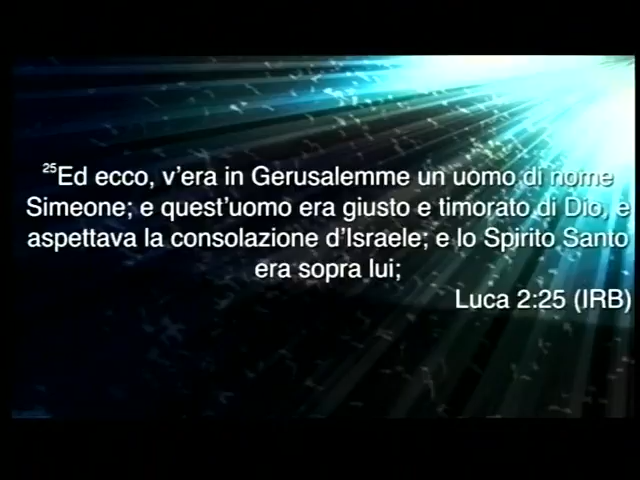 ²⁵Ed ecco, v'era in Gerusalemme un uomo di nome
Simeone; e quest'uomo era giusto e timorato di Dio, e
aspettava la consolazione d'Israele; e lo Spirito Santo
era sopra lui;
Luca 2:25 (IRB)